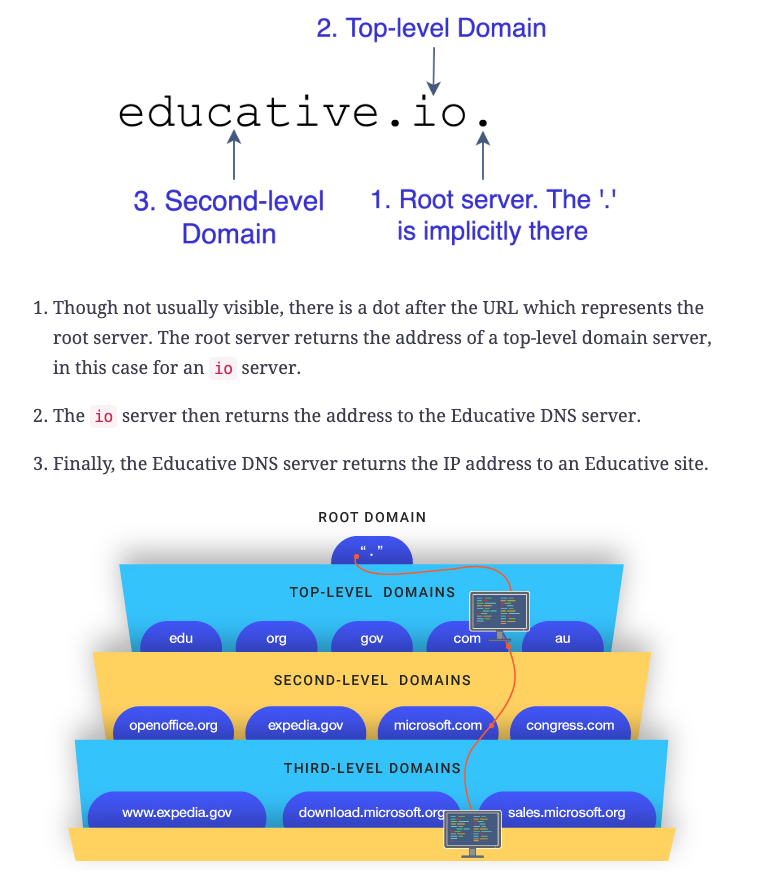 2. Top-level Domain
educative.io.
3. Second-level
Domain
1. Root server. The '.'
is implicitly there
1. Though not usually visible, there is a dot after the URL which represents the
root server. The root server returns the address of a top-level domain server,
in this case for an io server.
2. The io server then returns the address to the Educative DNS server.
3. Finally, the Educative DNS server returns the IP address to an Educative site.
ROOT DOMAIN
“.”
TOP-LEVEL DOMAINS
edu org gov com au
SECOND-LEVEL DOMAINS
openoffice.org expedia.gov microsoft.com congress.com
THIRD-LEVEL DOMAINS
www.expedia.gov download.microsoft.org sales.microsoft.org